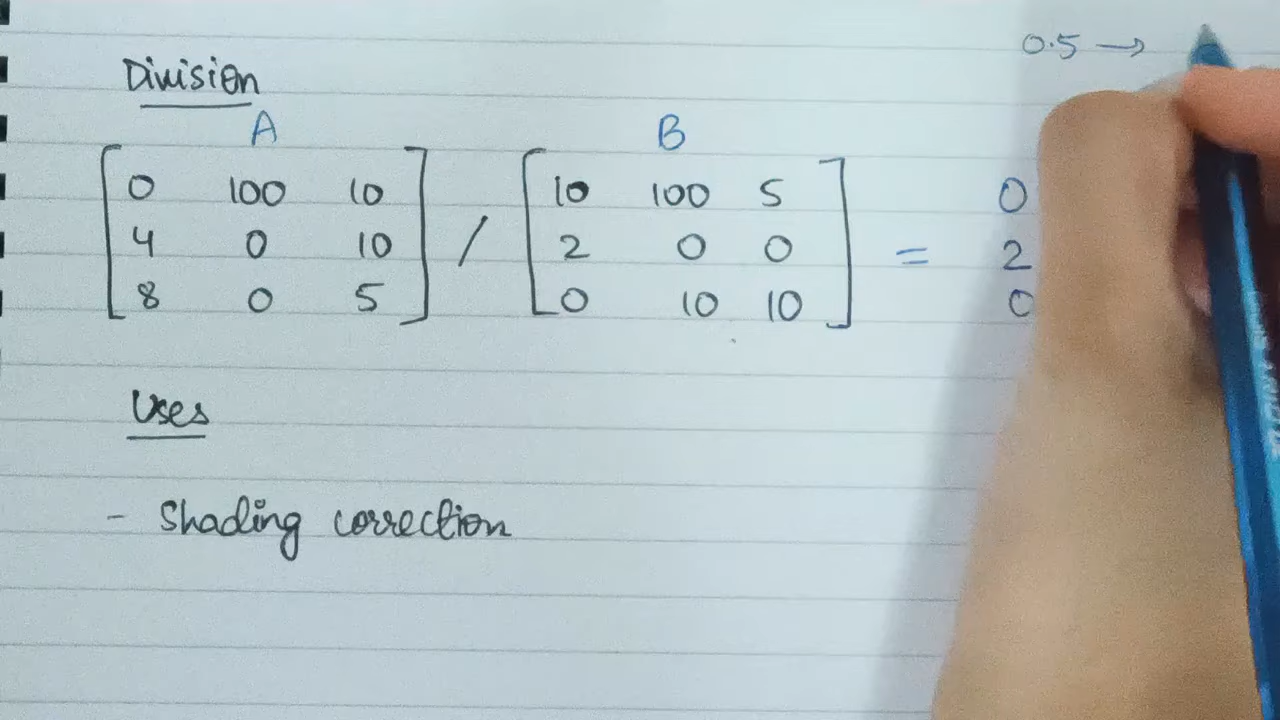 0.5 →
Division
A B
[0 100 10] [10 100 5] 0
[4 0 10] / [2 0 0] = 2
[8 0 5] [0 10 10] 0
Uses
- Shading correction